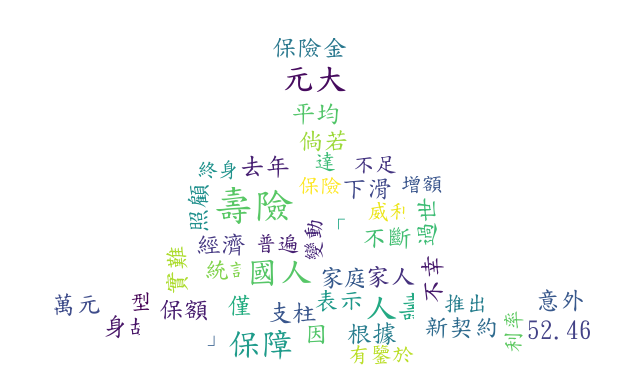 保險金
元大
平均
倘若
終身
去年
達
不足
照顧
壽險
保險
下滑
增額
威利
過世
「
不斷
經濟
普遍
變動
實難
統言
國人
家庭
家人
不幸
萬元
型
身故
保額
僅
支柱
表示
人壽
推出
意外
」
保障
因
根據
有鑒於
新契約
利率
52.46